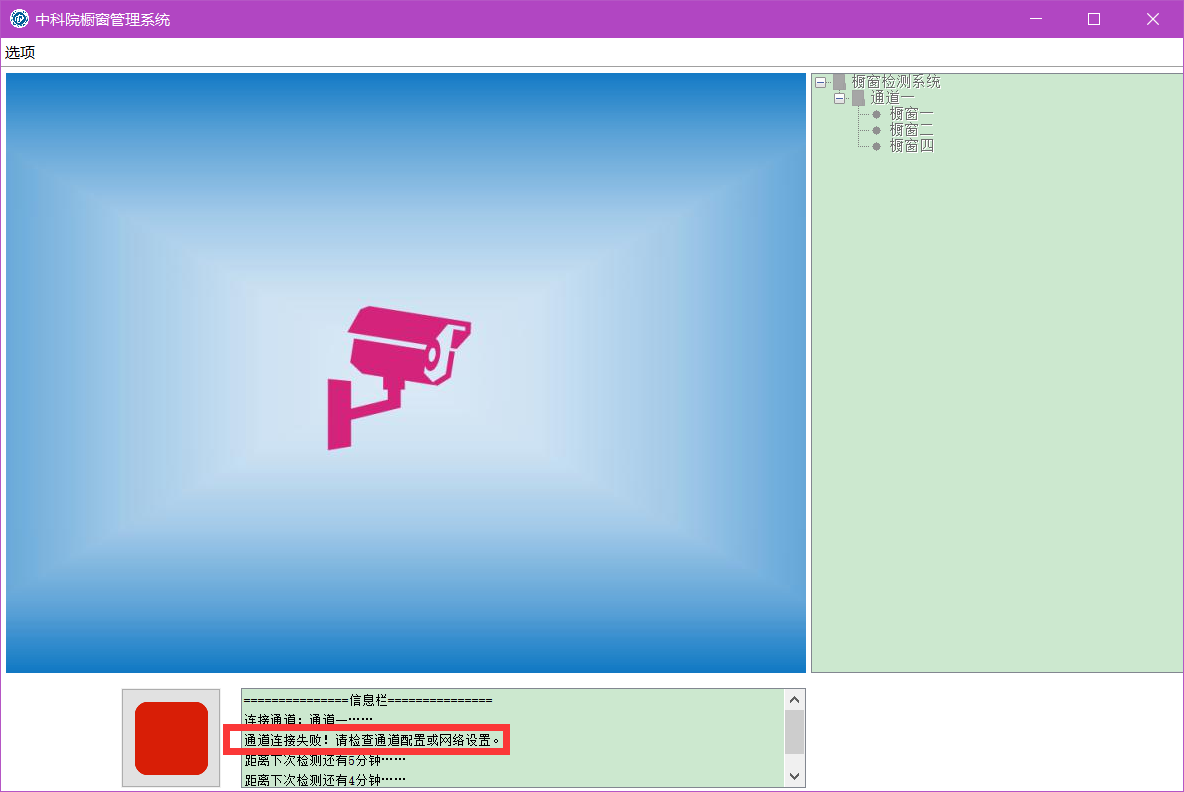 中科院橱窗管理系统
选项
橱窗检测系统
通道一
橱窗一
橱窗二
橱窗四
===============信息栏===============
连接通道：通道一……
通道连接失败！请检查通道配置或网络设置。
距离下次检测还有5分钟……
距离下次检测还有4分钟……